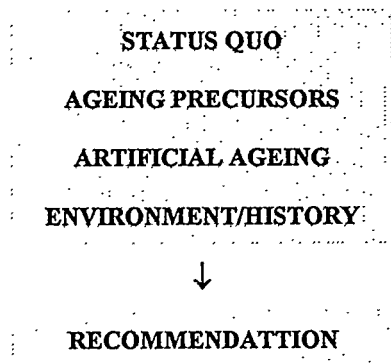 STATUS QUO
AGEING PRECURSORS
ARTIFICIAL AGEING
ENVIRONMENT/HISTORY
↓
RECOMMENDATTION